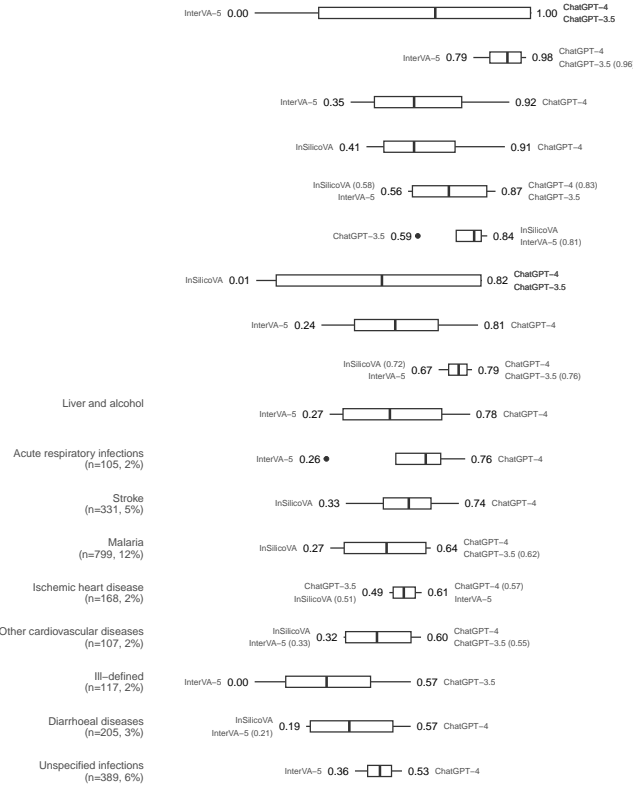 InterVA–5 0.00 1.00 ChatGPT–4
ChatGPT–3.5
InterVA–5 0.79 0.98 ChatGPT–4
ChatGPT–3.5 (0.96)
InterVA–5 0.35 0.92 ChatGPT–4
InSilicoVA 0.41 0.91 ChatGPT–4
InSilicoVA (0.58) ChatGPT–4 (0.83)
InterVA–5 0.56 0.87 ChatGPT–3.5
ChatGPT–3.5 0.59 0.84 InSilicoVA
InterVA–5 (0.81)
InSilicoVA 0.01 0.82 ChatGPT–4
ChatGPT–3.5
InterVA–5 0.24 0.81 ChatGPT–4
InSilicoVA (0.72) ChatGPT–4
InterVA–5 0.67 0.79 ChatGPT–3.5 (0.76)
Liver and alcohol
InterVA–5 0.27 0.78 ChatGPT–4
Acute respiratory infections
(n=105, 2%)
InterVA–5 0.26 0.76 ChatGPT–4
Stroke
(n=331, 5%)
InSilicoVA 0.33 0.74 ChatGPT–4
Malaria
(n=799, 12%)
InSilicoVA 0.27 0.64 ChatGPT–4
ChatGPT–3.5 (0.62)
Ischemic heart disease
(n=168, 2%)
ChatGPT–3.5 ChatGPT–4 (0.57)
InSilicoVA (0.51) 0.49 0.61 InterVA–5
Other cardiovascular diseases
(n=107, 2%)
InSilicoVA ChatGPT–4
InterVA–5 (0.33) 0.32 0.60 ChatGPT–3.5 (0.55)
Ill–defined
(n=117, 2%)
InterVA–5 0.00 0.57 ChatGPT–3.5
Diarrhoeal diseases
(n=205, 3%)
InSilicoVA
InterVA–5 (0.21) 0.19 0.57 ChatGPT–4
Unspecified infections
(n=389, 6%)
InterVA–5 0.36 0.53 ChatGPT–4